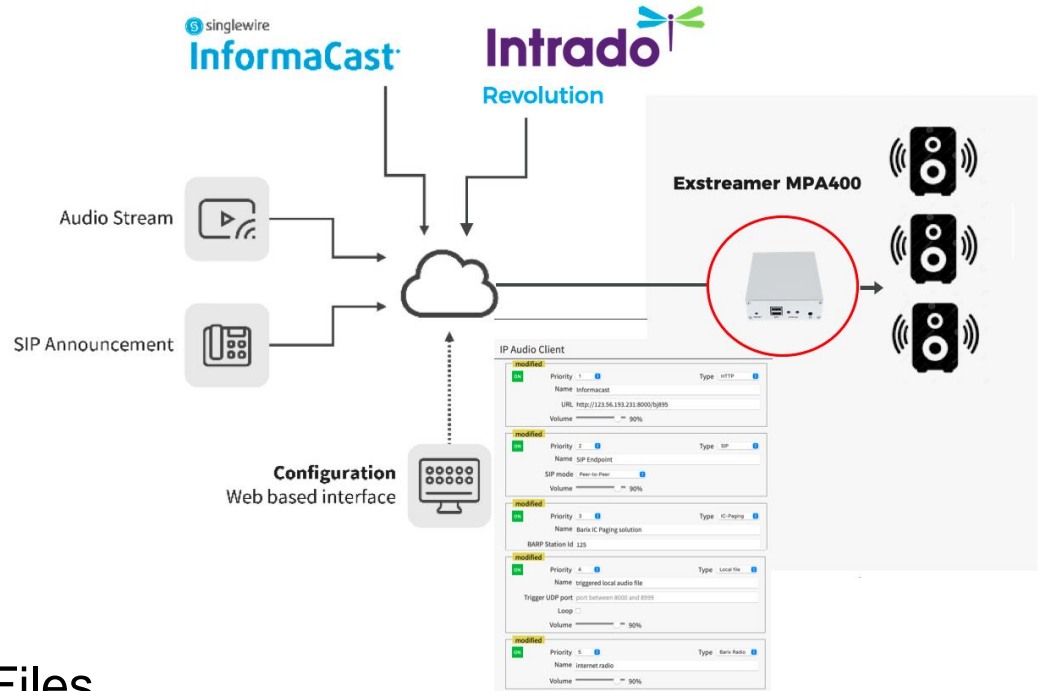 singlewire
InformaCast
Intrado
Revolution
Exstreamer MPA400
Audio Stream
SIP Announcement
Configuration
Web based interface
IP Audio Client
modified
ON Priority 1 Type HTTP
Name Informacast
URL http://123.56.193.231:8000/bj895
Volume 90%
modified
ON Priority 2 Type SIP
Name SIP Endpoint
SIP mode Peer-to-Peer
Volume 90%
modified
ON Priority 3 Type IC-Paging
Name Barix IC Paging solution
BARP Station Id 125
modified
ON Priority 4 Type Local file
Name triggered local audio file
Trigger UDP port port between 8000 and 8999
Loop
Volume 90%
modified
ON Priority 5 Type Barix Radio
Name internet radio
Volume 90%
Files